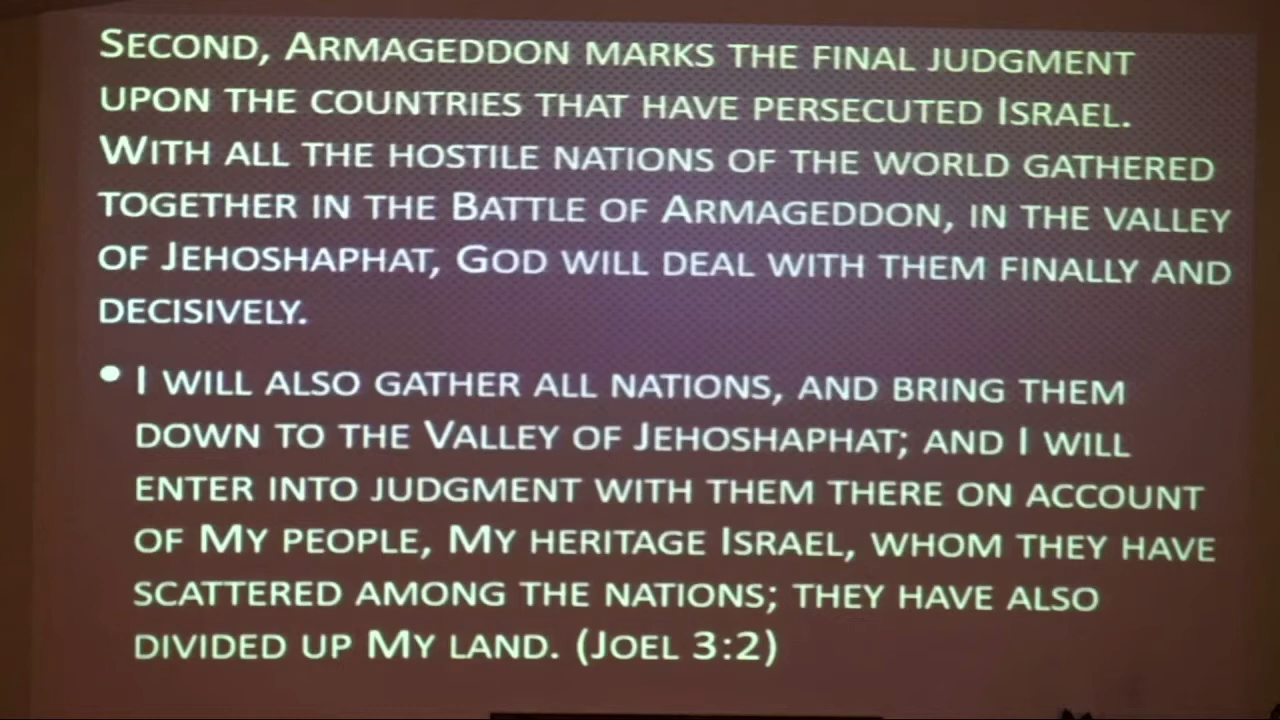 Second, Armageddon marks the final judgment
upon the countries that have persecuted Israel.
With all the hostile nations of the world gathered
together in the Battle of Armageddon, in the valley
of Jehoshaphat, God will deal with them finally and
decisively.
• I will also gather all nations, and bring them
down to the Valley of Jehoshaphat; and I will
enter into judgment with them there on account
of My people, My heritage Israel, whom they have
scattered among the nations; they have also
divided up My land. (Joel 3:2)